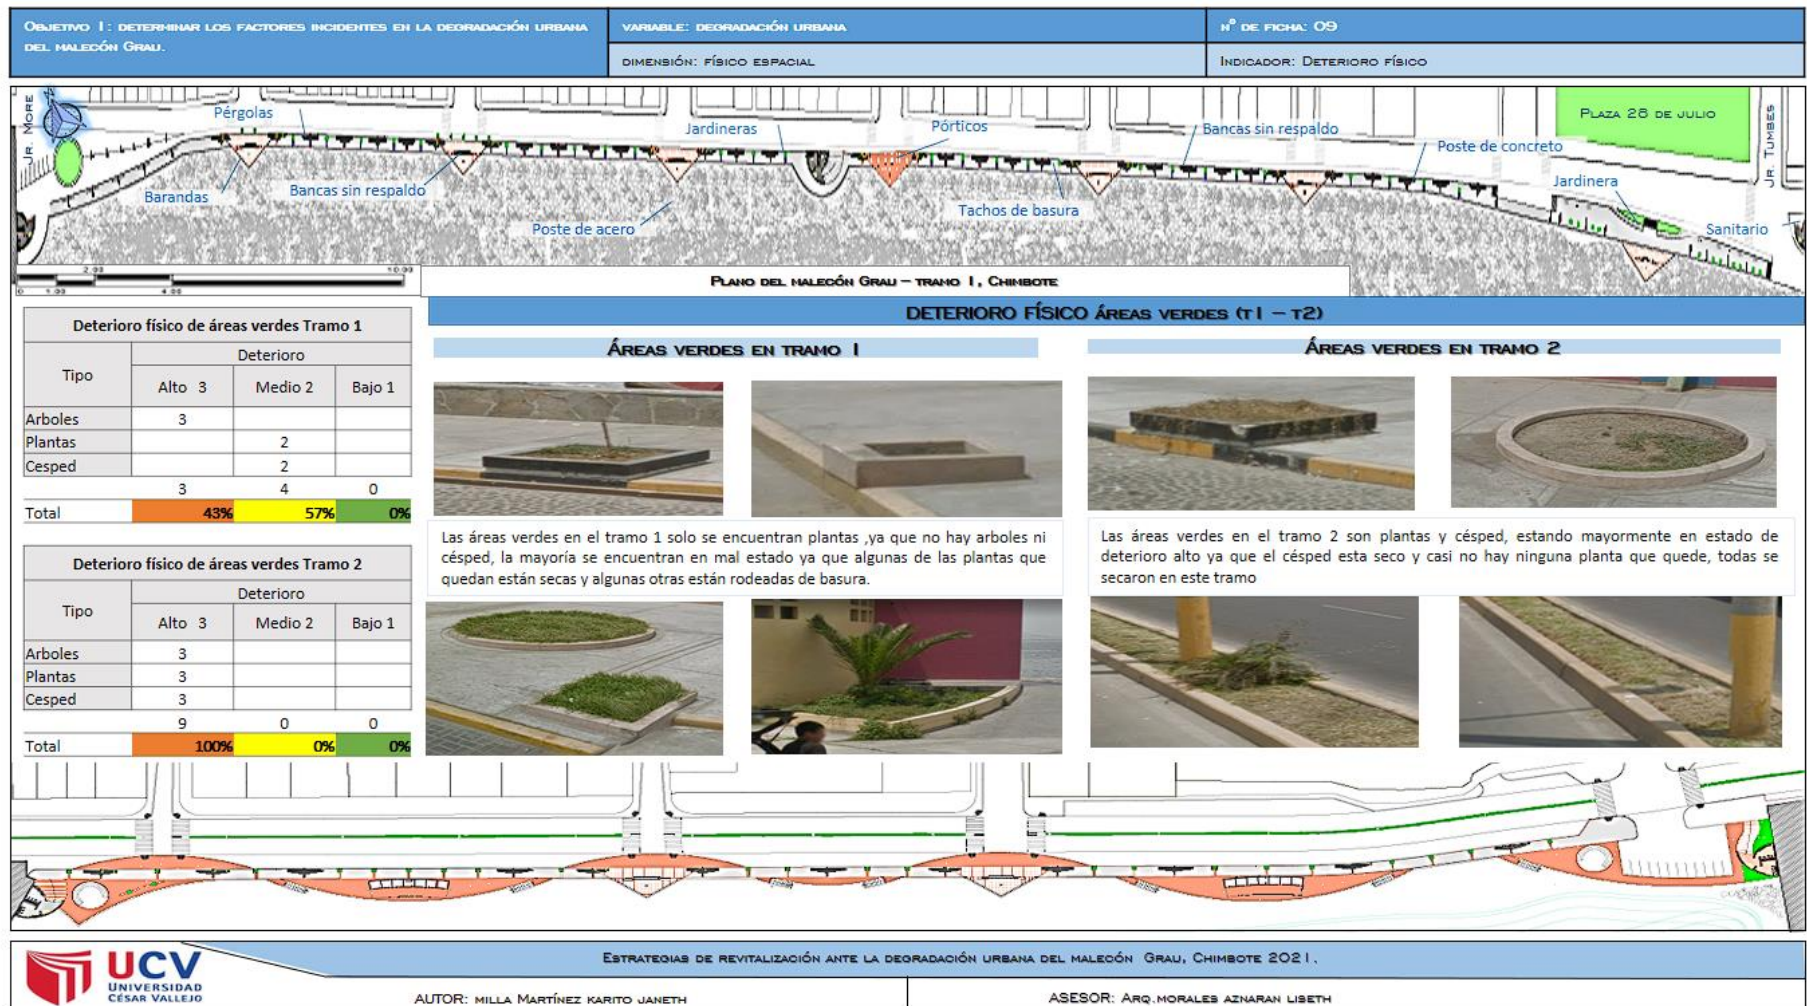 OBJETIVO 1: DETERMINAR LOS FACTORES INCIDENTES EN LA DEGRADACIÓN URBANA
DEL MALECÓN GRAU.
VARIABLE: DEGRADACIÓN URBANA
N° DE FICHA: 09
DIMENSIÓN: FÍSICO ESPACIAL
INDICADOR: DETERIORO FÍSICO
JR. MORE
Pérgolas
Jardineras
Pórticos
Bancas sin respaldo
Poste de concreto
PLAZA 28 DE JULIO
JR. TUMBES
Barandas
Bancas sin respaldo
Poste de acero
Tachos de basura
Jardinera
Sanitario
2.00 10.00
0 1.00 4.00
PLANO DEL MALECÓN GRAU – TRAMO 1, CHIMBOTE
DETERIORO FÍSICO ÁREAS VERDES (T1 – T2)
Deterioro físico de áreas verdes Tramo 1
Tipo
Deterioro
Alto 3 Medio 2 Bajo 1
Arboles 3
Plantas 2
Cesped 2
3 4 0
Total 43% 57% 0%
Deterioro físico de áreas verdes Tramo 2
Tipo
Deterioro
Alto 3 Medio 2 Bajo 1
Arboles 3
Plantas 3
Cesped 3
9 0 0
Total 100% 0% 0%
ÁREAS VERDES EN TRAMO 1
Las áreas verdes en el tramo 1 solo se encuentran plantas ,ya que no hay arboles ni
césped, la mayoría se encuentran en mal estado ya que algunas de las plantas que
quedan están secas y algunas otras están rodeadas de basura.
ÁREAS VERDES EN TRAMO 2
Las áreas verdes en el tramo 2 son plantas y césped, estando mayormente en estado de
deterioro alto ya que el césped esta seco y casi no hay ninguna planta que quede, todas se
secaron en este tramo
UCV
UNIVERSIDAD
CÉSAR VALLEJO
ESTRATEGIAS DE REVITALIZACIÓN ANTE LA DEGRADACIÓN URBANA DEL MALECÓN GRAU, CHIMBOTE 2021.
AUTOR: MILLA MARTÍNEZ KARITO JANETH
ASESOR: ARQ.MORALES AZNARAN LISETH